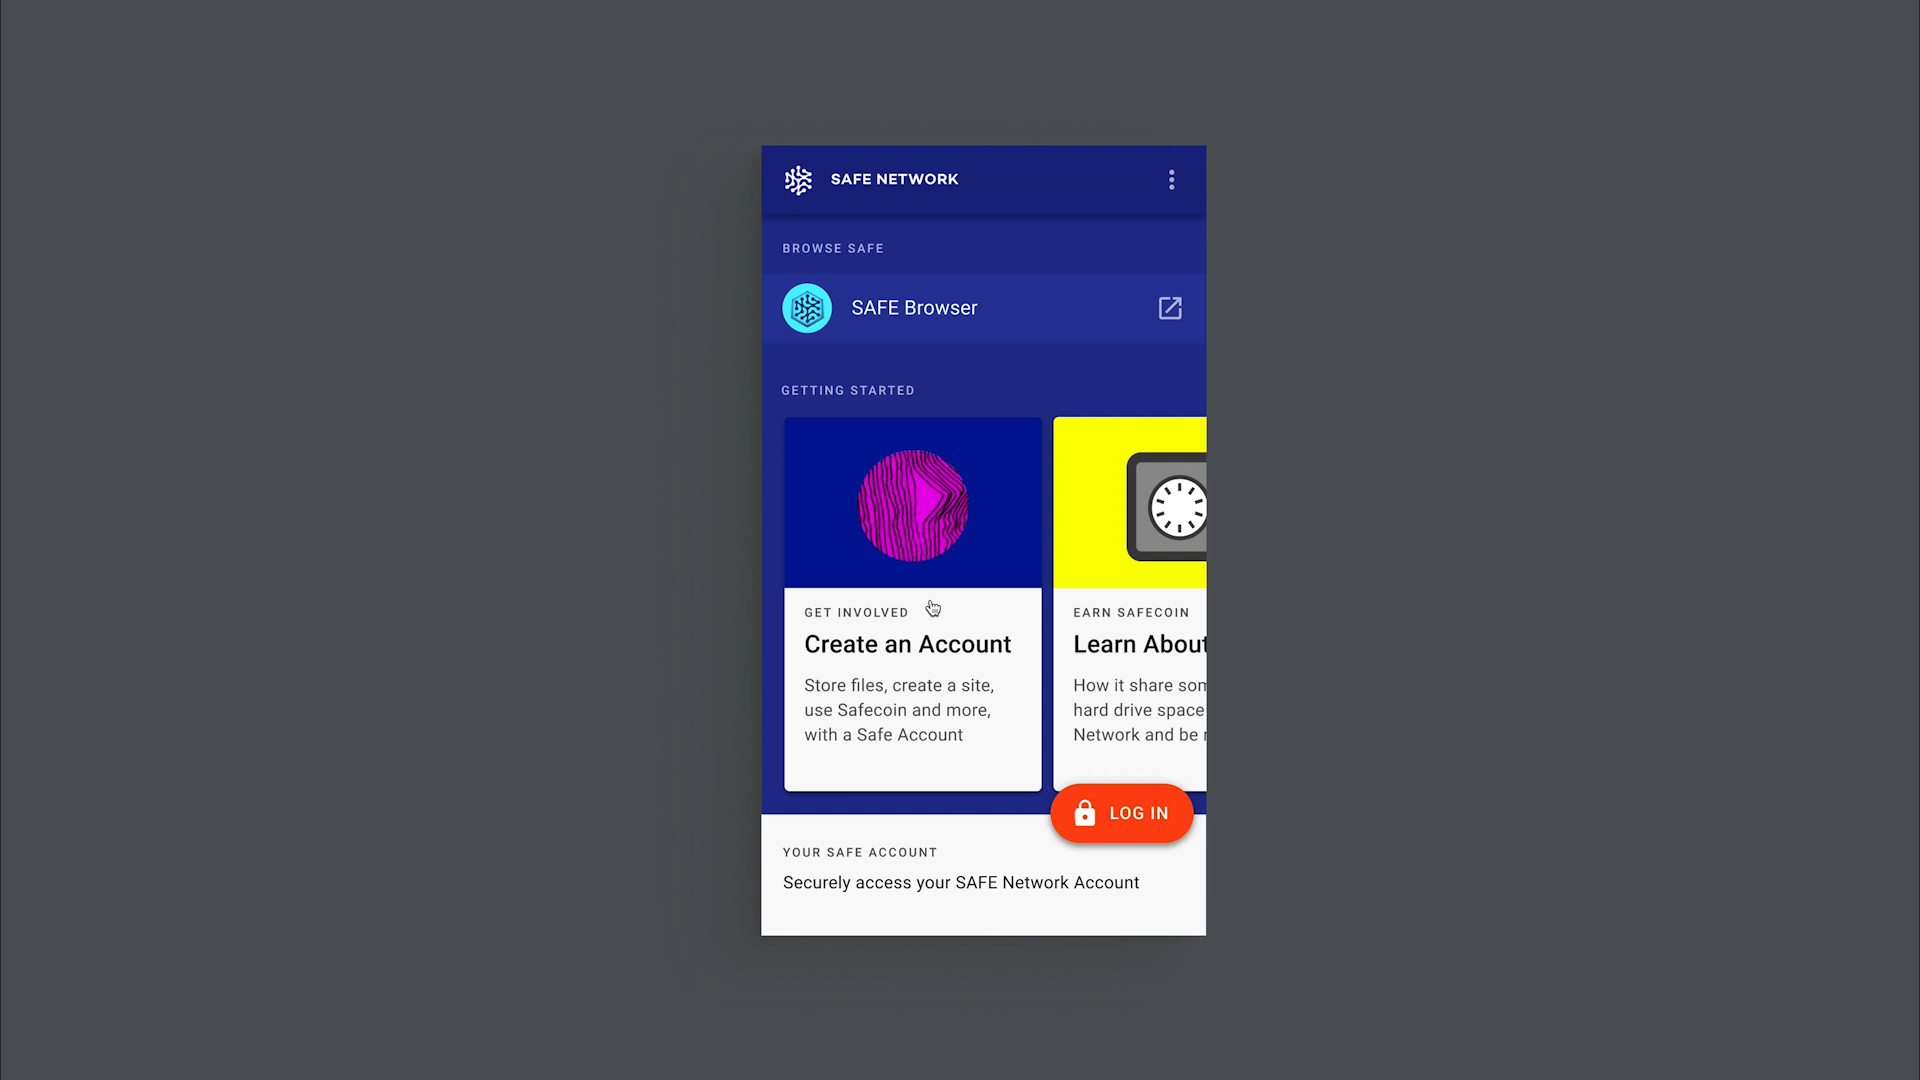 SAFE NETWORK
BROWSE SAFE
SAFE Browser
GETTING STARTED
GET INVOLVED
Create an Account
Store files, create a site,
use Safecoin and more,
with a Safe Account
EARN SAFECOIN
Learn About
How it share
hard drive space
Network and be
LOG IN
YOUR SAFE ACCOUNT
Securely access your SAFE Network Account